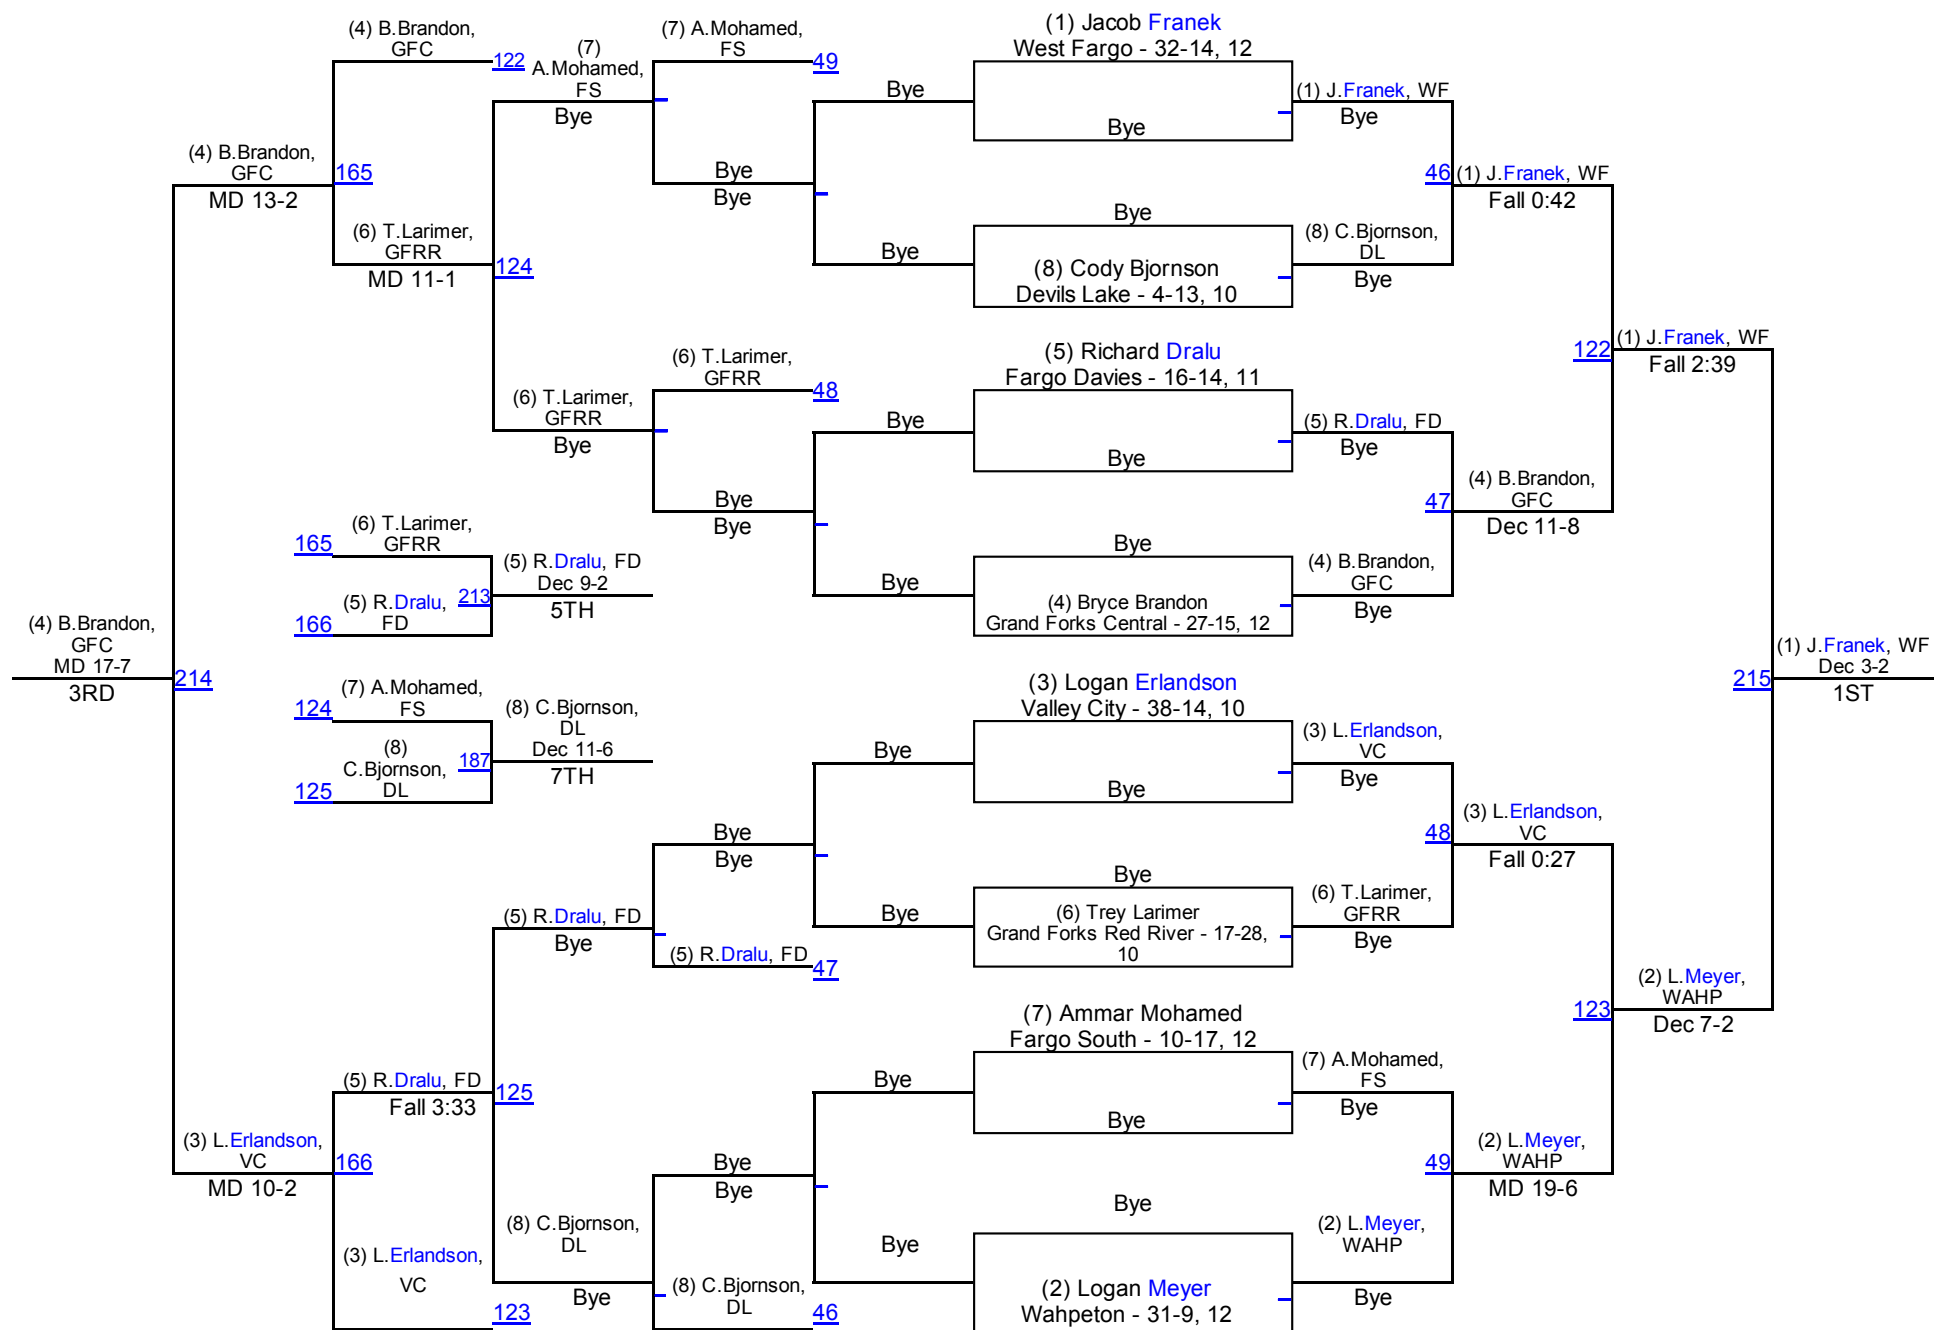 (4) B.Brandon,
GFC
122
(7)
A.Mohamed,
FS
Bye
(7) A.Mohamed,
FS
49
(1) Jacob Franek
West Fargo - 32-14, 12
Bye
Bye
(1) J.Franek, WF
Bye
(4) B.Brandon,
GFC
MD 13-2
165
Bye
Bye
46
(1) J.Franek, WF
Fall 0:42
(6) T.Larimer,
GFRR
MD 11-1
124
Bye
Bye
(8) Cody Bjornson
Devils Lake - 4-13, 10
(8) C.Bjornson,
DL
Bye
(6) T.Larimer,
GFRR
48
(6) T.Larimer,
GFRR
Bye
(5) Richard Dralu
Fargo Davies - 16-14, 11
Bye
Bye
(5) R.Dralu, FD
Bye
122
(1) J.Franek, WF
Fall 2:39
Bye
Bye
47
(4) B.Brandon,
GFC
Dec 11-8
165
(6) T.Larimer,
GFRR
(5) R.Dralu, FD
Dec 9-2
5TH
213
166
(5) R.Dralu,
FD
Bye
Bye
(4) Bryce Brandon
Grand Forks Central - 27-15, 12
(4) B.Brandon,
GFC
Bye
(4) B.Brandon,
GFC
MD 17-7
3RD
214
215
(1) J.Franek, WF
Dec 3-2
1ST
124
(7) A.Mohamed,
FS
(8) C.Bjornson,
DL
Dec 11-6
7TH
187
125
(8)
C.Bjornson,
DL
(3) Logan Erlandson
Valley City - 38-14, 10
Bye
Bye
(3) L.Erlandson,
VC
Bye
Bye
Bye
48
(3) L.Erlandson,
VC
Fall 0:27
(5) R.Dralu, FD
Bye
(5) R.Dralu, FD
47
Bye
Bye
(6) Trey Larimer
Grand Forks Red River - 17-28,
10
(6) T.Larimer,
GFRR
Bye
123
(2) L.Meyer,
WAHP
Dec 7-2
(7) Ammar Mohamed
Fargo South - 10-17, 12
Bye
Bye
(7) A.Mohamed,
FS
Bye
(5) R.Dralu, FD
Fall 3:33
125
(3) L.Erlandson,
VC
MD 10-2
166
Bye
Bye
49
(2) L.Meyer,
WAHP
MD 19-6
(3) L.Erlandson,
VC
123
(8) C.Bjornson,
DL
Bye
(8) C.Bjornson,
DL
46
Bye
Bye
(2) Logan Meyer
Wahpeton - 31-9, 12
(2) L.Meyer,
WAHP
Bye